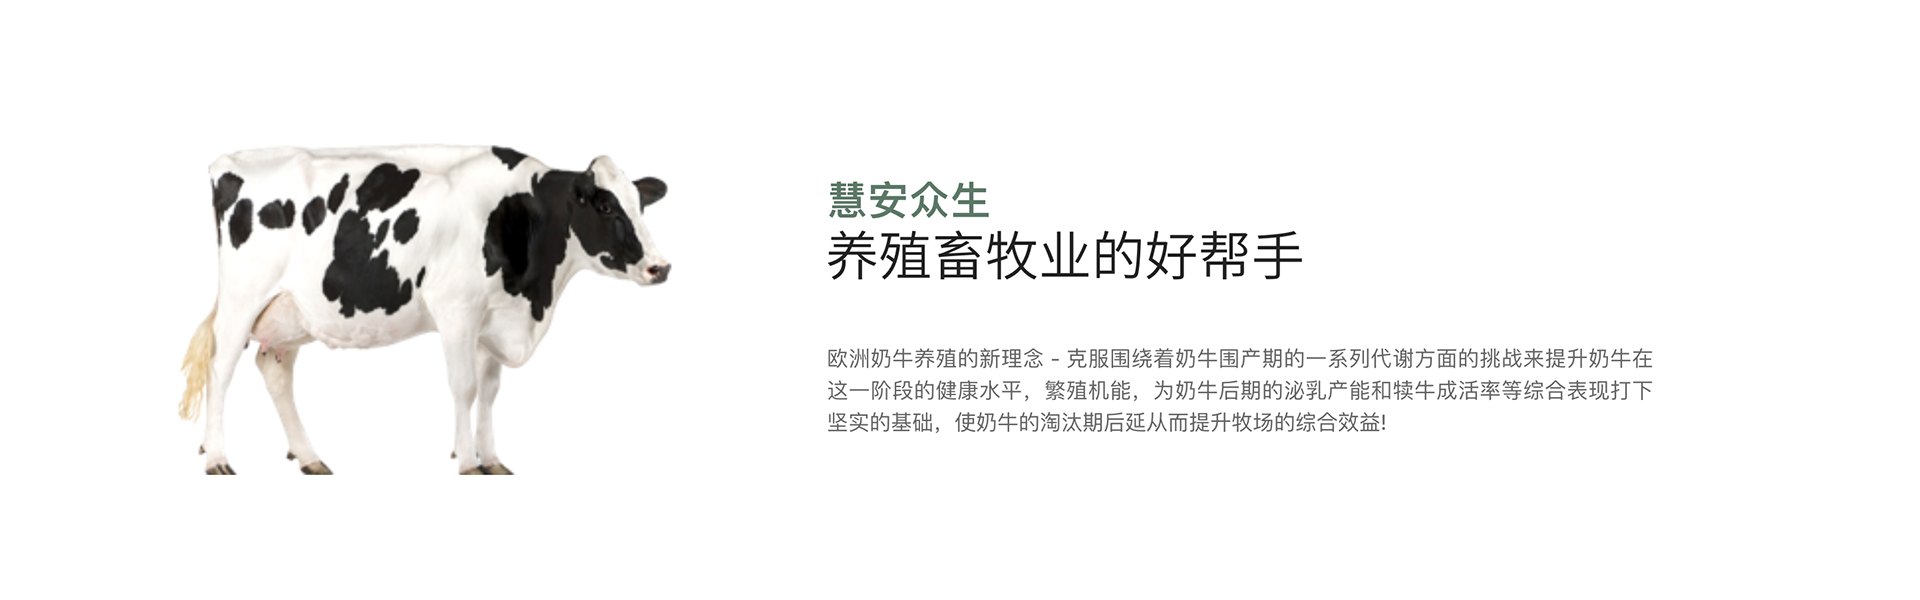 慧安众生
养殖畜牧业的好帮手
欧洲奶牛养殖的新理念 - 克服围绕着奶牛围产期的一系列代谢方面的挑战来提升奶牛在
这一阶段的健康水平，繁殖机能，为奶牛后期的泌乳产能和犊牛成活率等综合表现打下
坚实的基础，使奶牛的淘汰期后延从而提升牧场的综合效益!